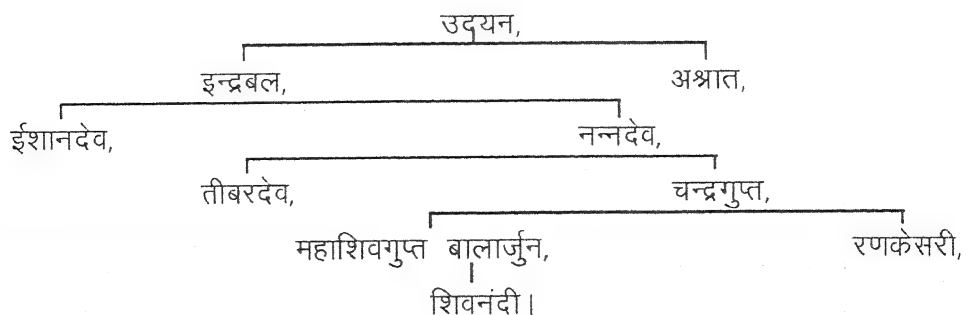 उदयन,
इन्द्रबल, अश्रात,
ईशानदेव, नन्नदेव,
तीबरदेव, चन्द्रगुप्त,
महाशिवगुप्त बालार्जुन, रणकेसरी,
शिवनंदी।